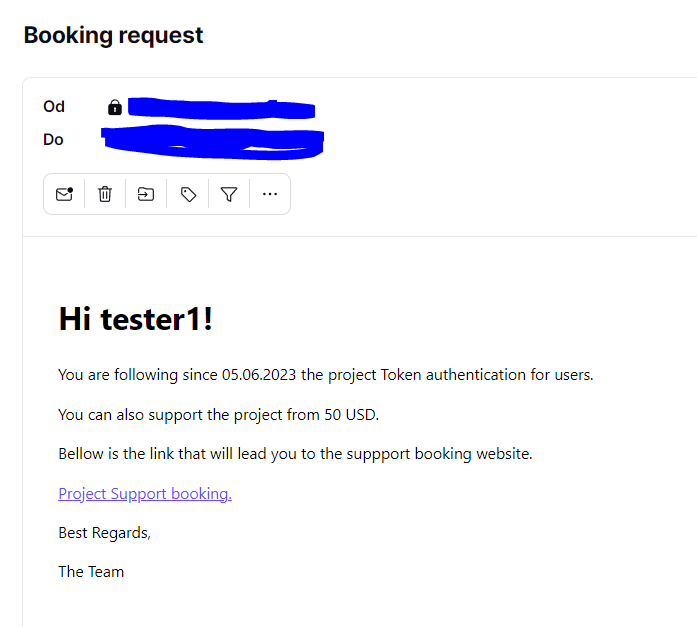 Booking request
Od
Do
Hi tester1!
You are following since 05.06.2023 the project Token authentication for users.
You can also support the project from 50 USD.
Bellow is the link that will lead you to the suppport booking website.
Project Support booking.
Best Regards,
The Team